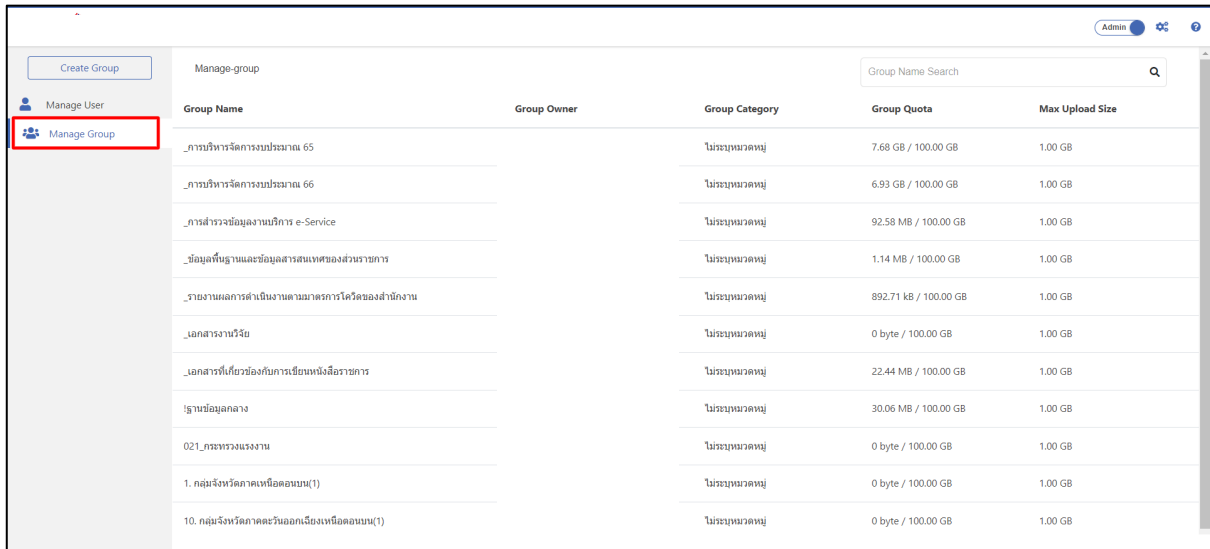 Admin
Create Group
Manage-group
Group Name Search
Manage User
Manage Group
Group Name Group Owner Group Category Group Quota Max Upload Size
_การบริหารจัดการงบประมาณ 65 ไม่ระบุหมวดหมู่ 7.68 GB / 100.00 GB 1.00 GB
_การบริหารจัดการงบประมาณ 66 ไม่ระบุหมวดหมู่ 6.93 GB / 100.00 GB 1.00 GB
_การสำรวจข้อมูลงานบริการ e-Service ไม่ระบุหมวดหมู่ 92.58 MB / 100.00 GB 1.00 GB
_ข้อมูลพื้นฐานและข้อมูลสารสนเทศของส่วนราชการ ไม่ระบุหมวดหมู่ 1.14 MB / 100.00 GB 1.00 GB
_รายงานผลการดำเนินงานตามมาตรการโควิดของสำนักงาน ไม่ระบุหมวดหมู่ 892.71 kB / 100.00 GB 1.00 GB
_เอกสารงานวิจัย ไม่ระบุหมวดหมู่ 0 byte / 100.00 GB 1.00 GB
_เอกสารที่เกี่ยวข้องกับการเขียนหนังสือราชการ ไม่ระบุหมวดหมู่ 22.44 MB / 100.00 GB 1.00 GB
!ฐานข้อมูลกลาง ไม่ระบุหมวดหมู่ 30.06 MB / 100.00 GB 1.00 GB
021_กระทรวงแรงงาน ไม่ระบุหมวดหมู่ 0 byte / 100.00 GB 1.00 GB
1. กลุ่มจังหวัดภาคเหนือตอนบน(1) ไม่ระบุหมวดหมู่ 0 byte / 100.00 GB 1.00 GB
10. กลุ่มจังหวัดภาคตะวันออกเฉียงเหนือตอนบน(1) ไม่ระบุหมวดหมู่ 0 byte / 100.00 GB 1.00 GB